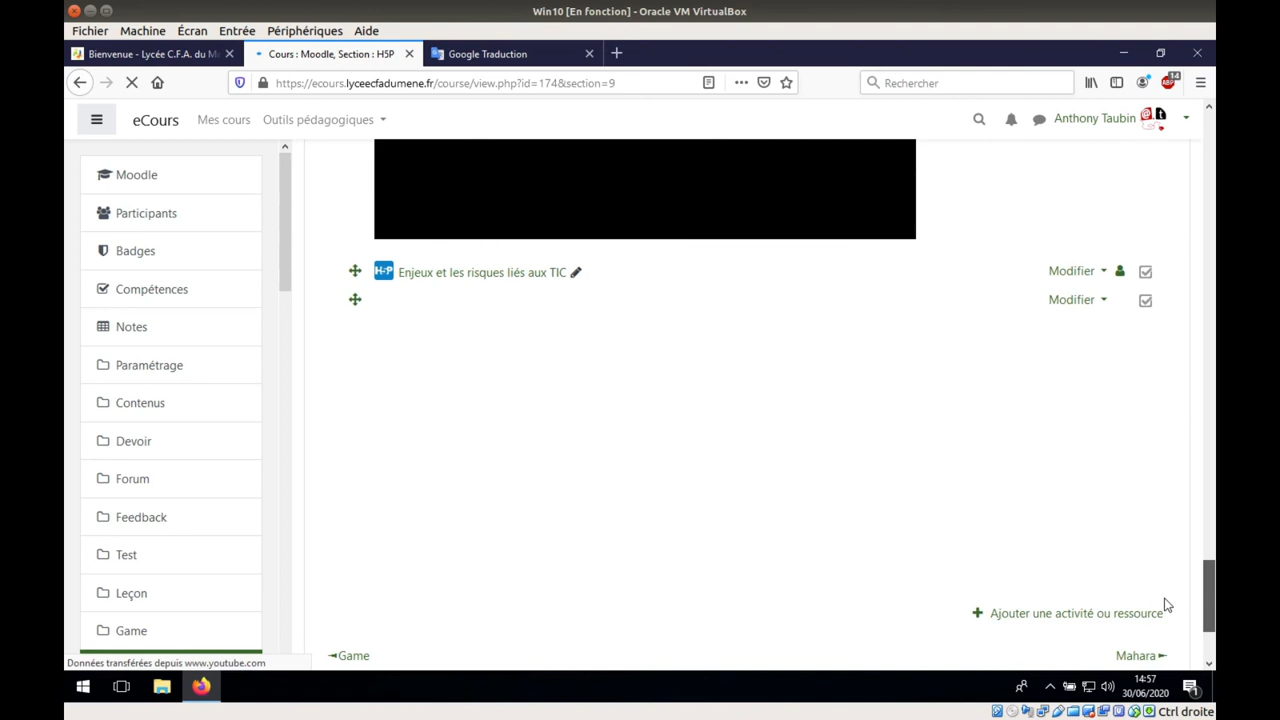 Win10 [En fonction] - Oracle VM VirtualBox
Fichier Machine Écran Entrée Périphériques Aide
Bienvenue - Lycée C.F.A. du M Cours : Moodle, Section : H5P Google Traduction
https://ecours.lyceecfadumene.fr/course/view.php?id=174&section=9 Rechercher 14 ABP
eCours Mes cours Outils pédagogiques Anthony Taubin
Moodle
Participants
Badges
H-P Enjeux et les risques liés aux TIC Modifier
Compétences
Modifier
Notes
Paramétrage
Contenus
Devoir
Forum
Feedback
Test
Leçon
Ajouter une activité ou ressource
Game
Game Mahara
Données transférées depuis www.youtube.com
14:57
30/06/2020
1
Ctrl droite